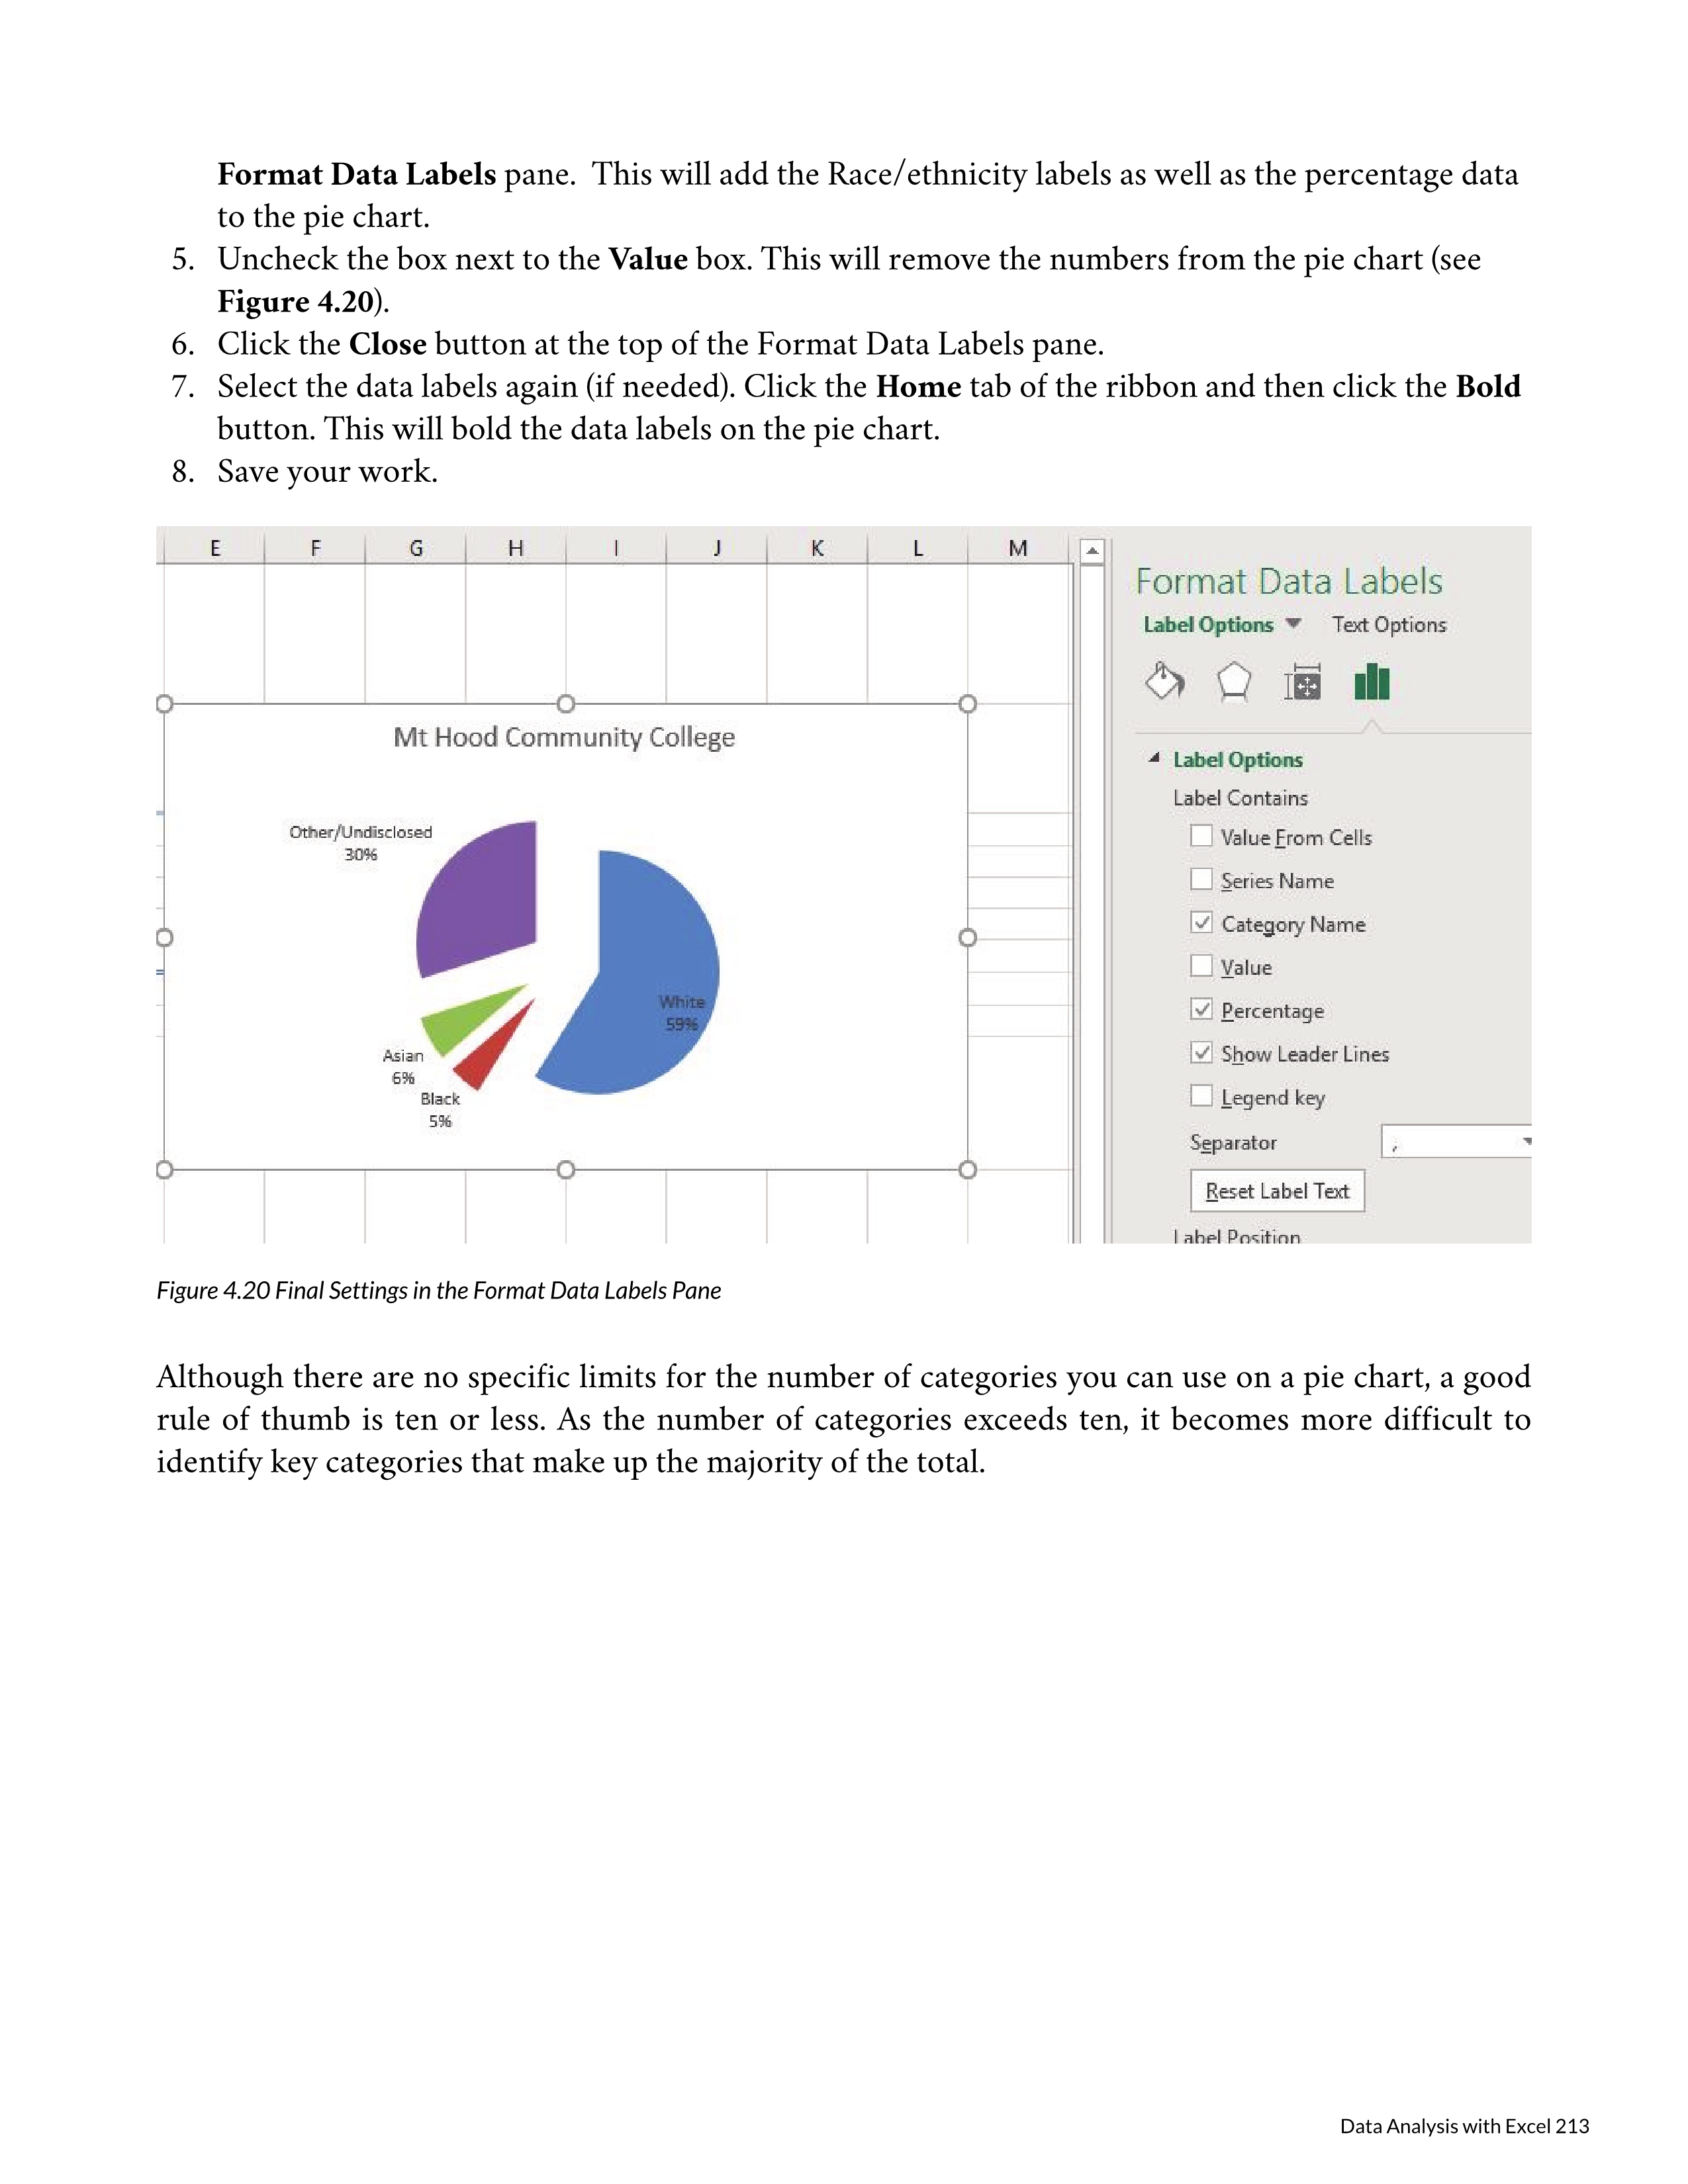 Format Data Labels pane.  This will add the Race/ethnicity labels as well as the percentage data
to the pie chart.
5. Uncheck the box next to the Value box. This will remove the numbers from the pie chart (see
Figure 4.20).
6. Click the Close button at the top of the Format Data Labels pane.
7. Select the data labels again (if needed). Click the Home tab of the ribbon and then click the Bold
button. This will bold the data labels on the pie chart.
8. Save your work.
E F G H I J K L M
Mt Hood Community College
Other/Undisclosed
30%
White
59%
Asian
6%
Black
5%
Format Data Labels
Label Options Text Options
Label Options
Label Contains
Value From Cells
Series Name
Category Name
Value
Percentage
Show Leader Lines
Legend key
Separator ,
Reset Label Text
Label Position
Figure 4.20 Final Settings in the Format Data Labels Pane
Although there are no specific limits for the number of categories you can use on a pie chart, a good
rule of thumb is ten or less. As the number of categories exceeds ten, it becomes more difficult to
identify key categories that make up the majority of the total.
Data Analysis with Excel 213